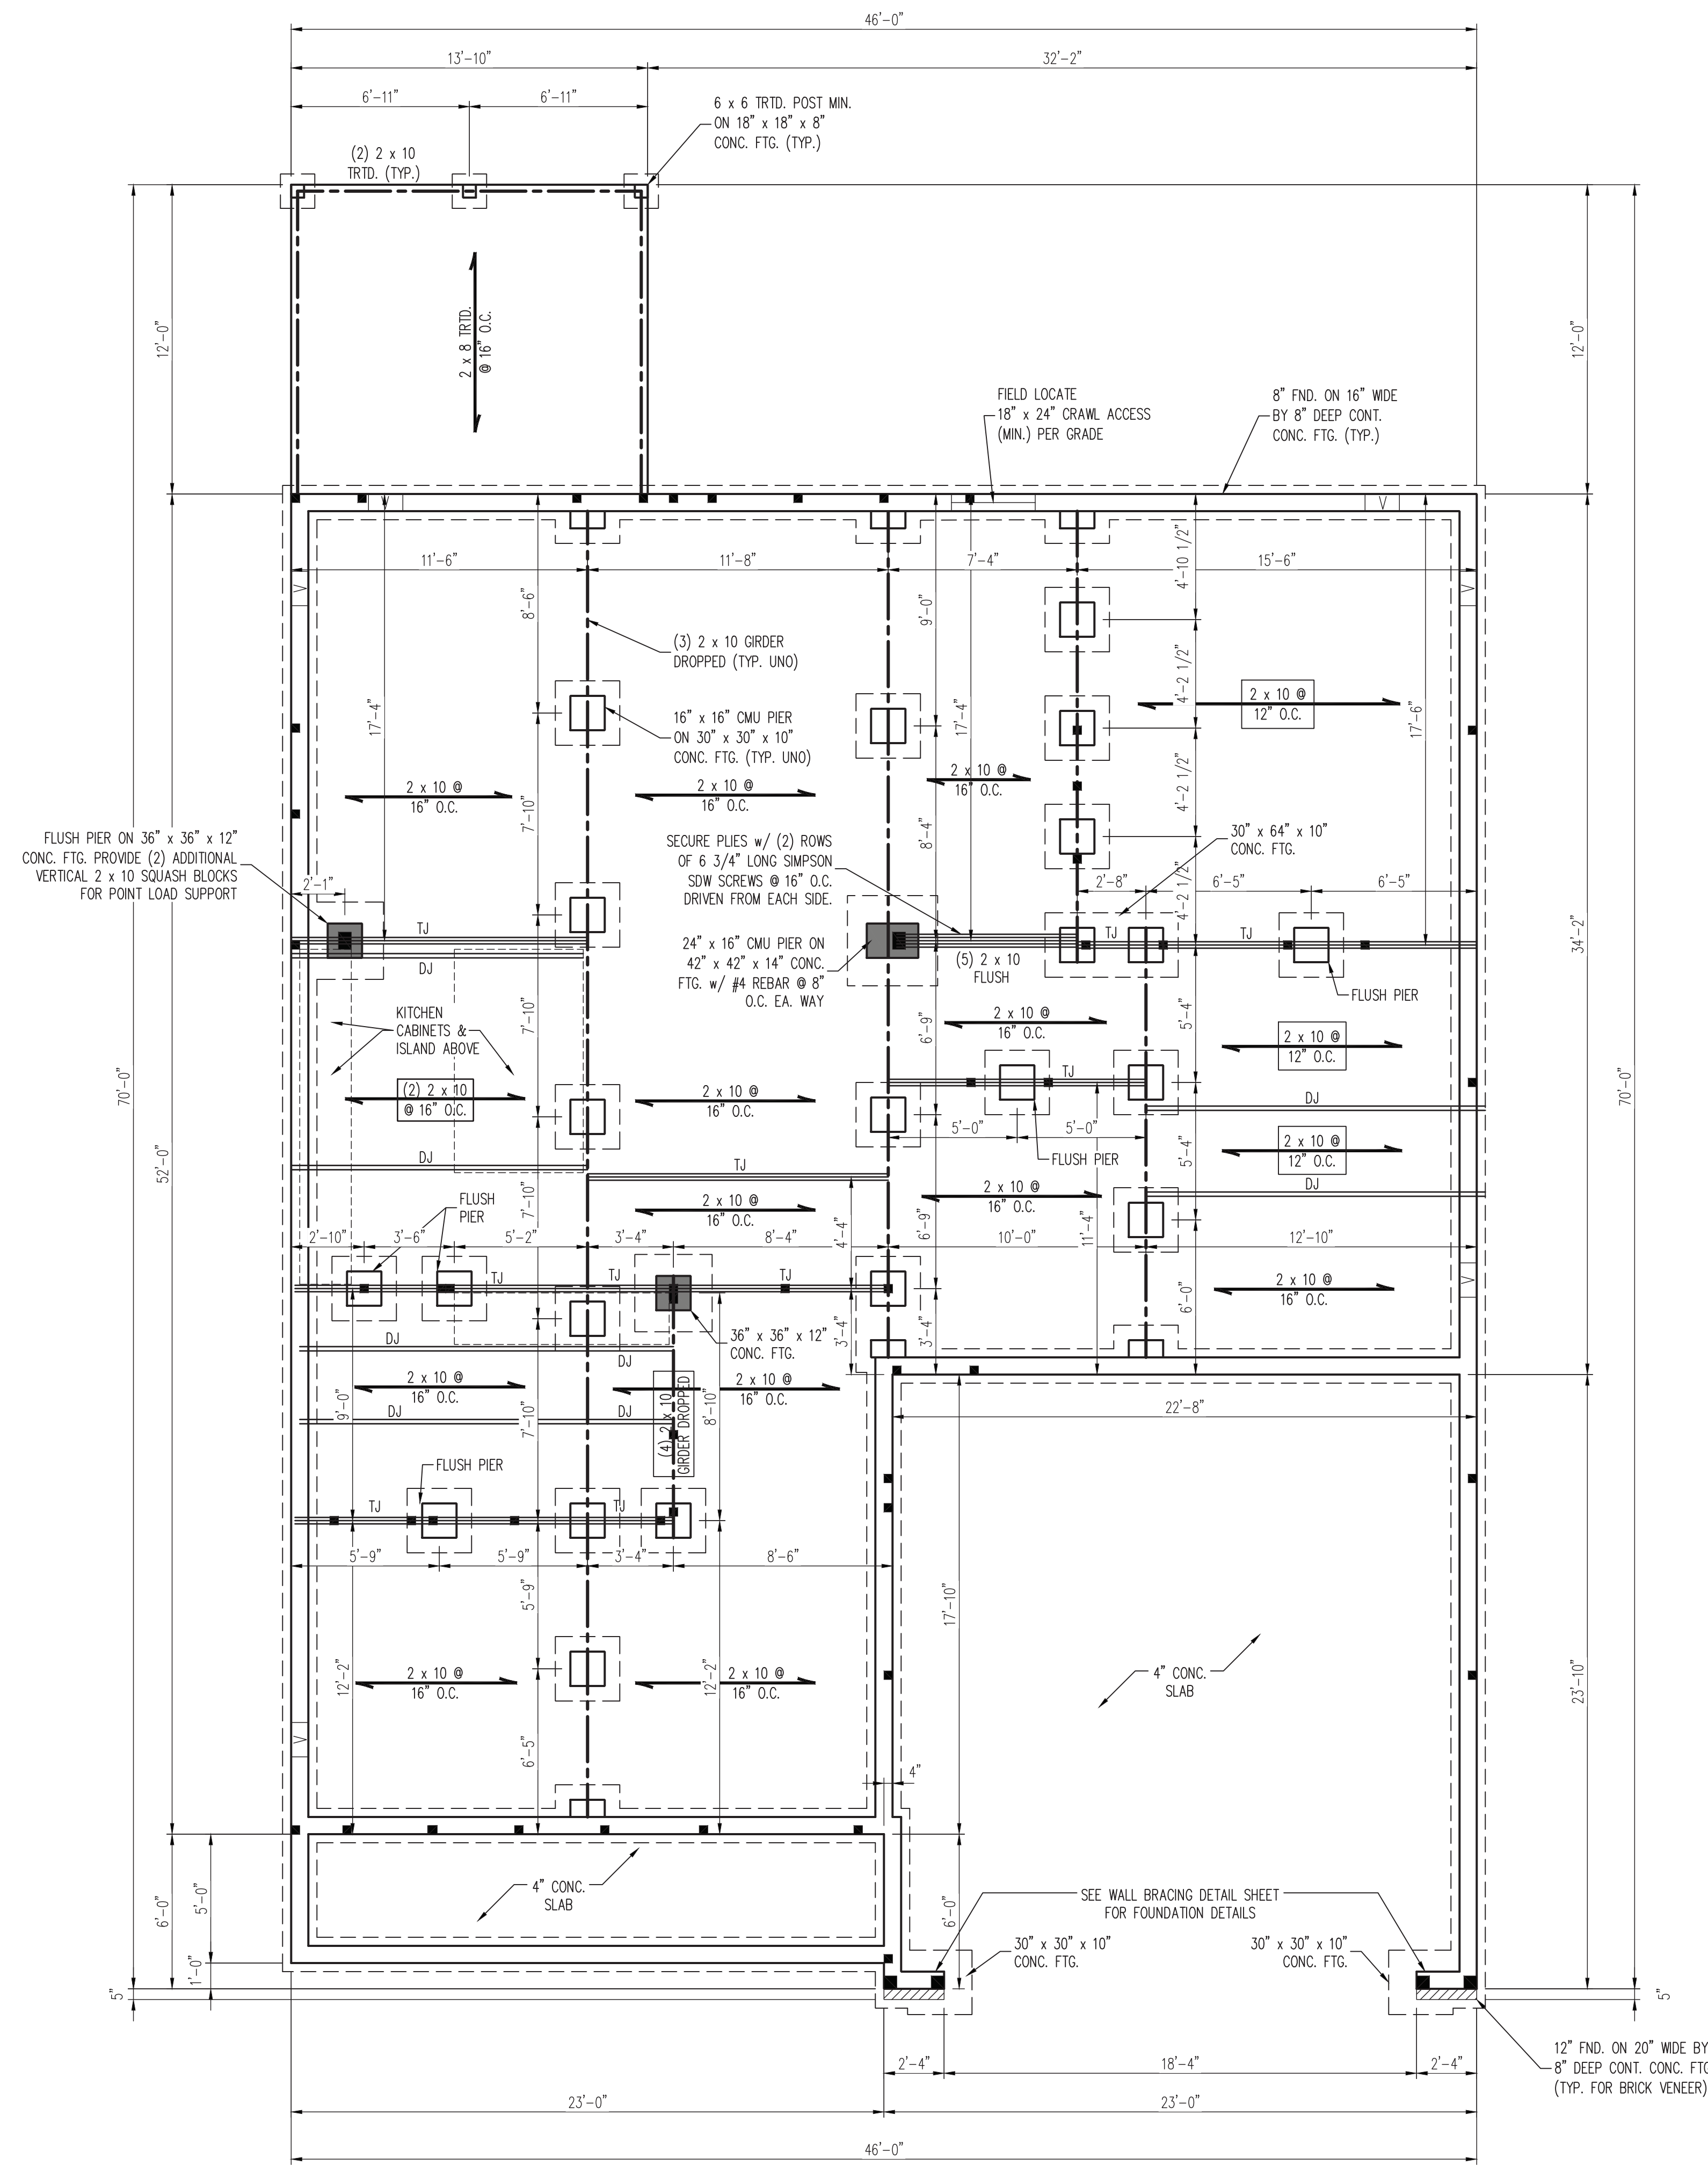 46'-0"
13'-10"
32'-2"
6'-11"
6'-11"
6 x 6 TRTD. POST MIN.
ON 18" x 18" x 8"
CONC. FTG. (TYP.)
(2) 2 x 10
TRTD. (TYP.)
2 x 8 TRTD.
@ 16" O.C.
12'-0"
12'-0"
FIELD LOCATE
18" x 24" CRAWL ACCESS
(MIN.) PER GRADE
8" FND. ON 16" WIDE
BY 8" DEEP CONT.
CONC. FTG. (TYP.)
V
V
11'-6"
11'-8"
7'-4"
15'-6"
V
V
8'-6"
9'-0"
4'-10 1/2"
(3) 2 x 10 GIRDER
DROPPED (TYP. UNO)
17'-4"
17'-4"
4'-2 1/2"
17'-6"
2 x 10 @
12" O.C.
16" x 16" CMU PIER
ON 30" x 30" x 10"
CONC. FTG. (TYP. UNO)
2 x 10 @
16" O.C.
2 x 10 @
16" O.C.
2 x 10 @
16" O.C.
7'-10"
8'-4"
4'-2 1/2"
FLUSH PIER ON 36" x 36" x 12"
CONC. FTG. PROVIDE (2) ADDITIONAL
VERTICAL 2 x 10 SQUASH BLOCKS
FOR POINT LOAD SUPPORT
SECURE PLIES w/ (2) ROWS
OF 6 3/4" LONG SIMPSON
SDW SCREWS @ 16" O.C.
DRIVEN FROM EACH SIDE.
30" x 64" x 10"
CONC. FTG.
2'-1"
2'-8"
6'-5"
6'-5"
4'-2 1/2"
34'-2"
TJ
TJ
TJ
DJ
24" x 16" CMU PIER ON
42" x 42" x 14" CONC.
FTG. w/ #4 REBAR @ 8"
O.C. EA. WAY
(5) 2 x 10
FLUSH
FLUSH PIER
KITCHEN
CABINETS &
ISLAND ABOVE
7'-10"
6'-9"
5'-4"
2 x 10 @
16" O.C.
2 x 10 @
12" O.C.
70'-0"
70'-0"
(2) 2 x 10
@ 16" O.C.
2 x 10 @
16" O.C.
TJ
DJ
5'-0"
5'-0"
FLUSH PIER
2 x 10 @
12" O.C.
5'-4"
DJ
52'-0"
TJ
DJ
7'-10"
FLUSH
PIER
2 x 10 @
16" O.C.
2 x 10 @
16" O.C.
4'-4"
6'-9"
11'-4"
2'-10"
3'-6"
5'-2"
3'-4"
8'-4"
10'-0"
12'-10"
TJ
TJ
TJ
6'-0"
2 x 10 @
16" O.C.
V
3'-4"
3'-4"
36" x 36" x 12"
CONC. FTG.
DJ
DJ
2 x 10 @
16" O.C.
2 x 10 @
16" O.C.
(4) 2 x 10
GIRDER DROPPED
9'-0"
7'-10"
8'-10"
DJ
DJ
22'-8"
FLUSH PIER
TJ
TJ
5'-9"
5'-9"
3'-4"
8'-6"
5'-9"
17'-10"
12'-2"
12'-2"
2 x 10 @
16" O.C.
2 x 10 @
16" O.C.
4" CONC.
SLAB
23'-10"
V
6'-5"
4"
4" CONC.
SLAB
6'-0"
5'-0"
1'-0"
6'-0"
SEE WALL BRACING DETAIL SHEET
FOR FOUNDATION DETAILS
30" x 30" x 10"
CONC. FTG.
30" x 30" x 10"
CONC. FTG.
5"
5"
12" FND. ON 20" WIDE BY
8" DEEP CONT. CONC.
(TYP. FOR BRICK VENEER)
2'-4"
18'-4"
2'-4"
23'-0"
23'-0"
46'-0"